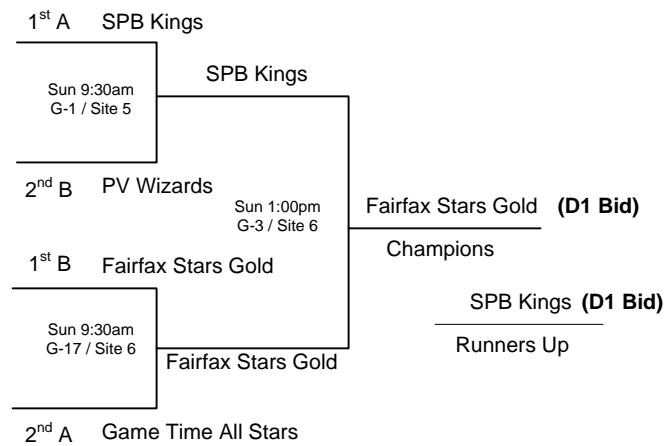 1st A SPB Kings
SPB Kings
Sun 9:30am
G-1 / Site 5
2nd B PV Wizards
Sun 1:00pm
G-3 / Site 6
Fairfax Stars Gold (D1 Bid)
Champions
1st B Fairfax Stars Gold
SPB Kings (D1 Bid)
Runners Up
Sun 9:30am
G-17 / Site 6
Fairfax Stars Gold
2nd A Game Time All Stars